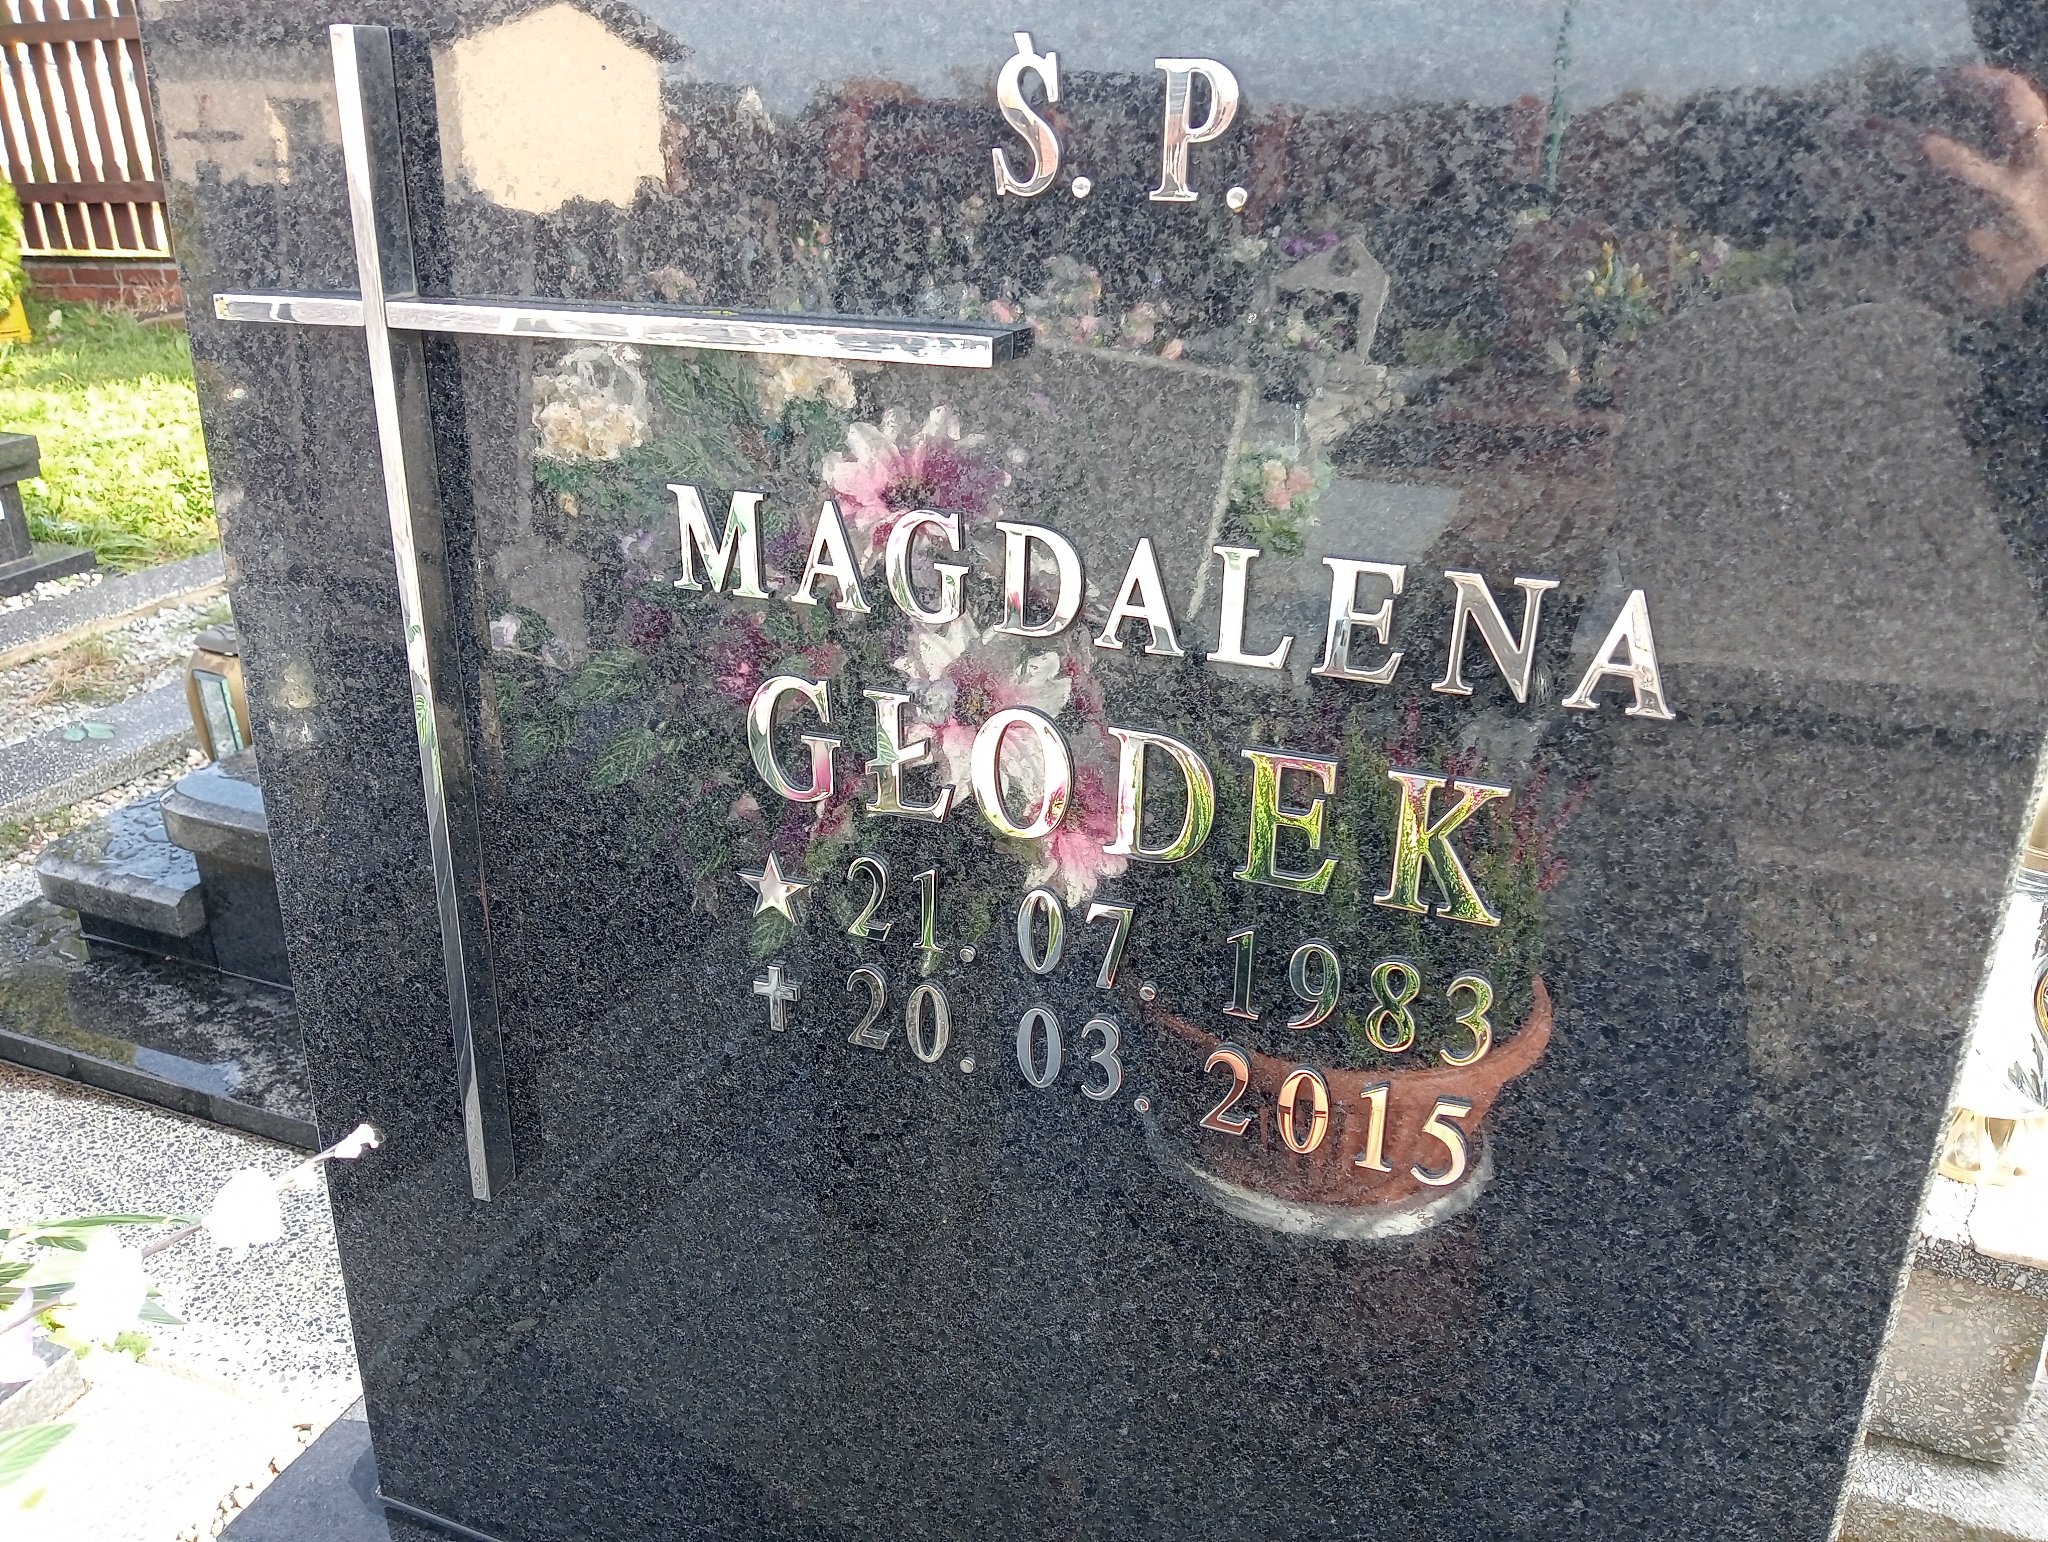 Ś. P.
MAGDALENA
GŁODEK
★ 21. 07. 1983
✝ 20. 03. 2015